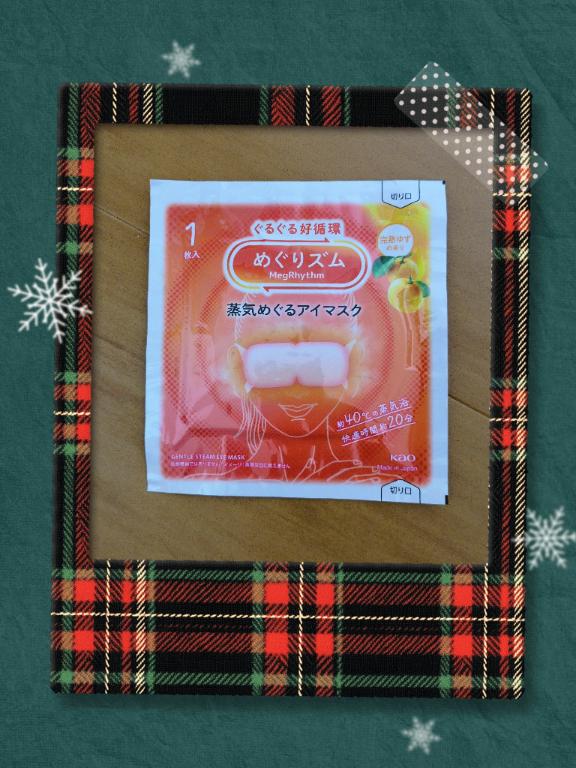 切り口
1
枚入
ぐるぐる好循環
めぐりズム
MegRhythm
完熟ゆず
の香り
蒸気めぐるアイマスク
約40℃の蒸気浴
快適時間約20分
GENTLE STEAM EYE MASK
Kao
Made in Japan
切り口